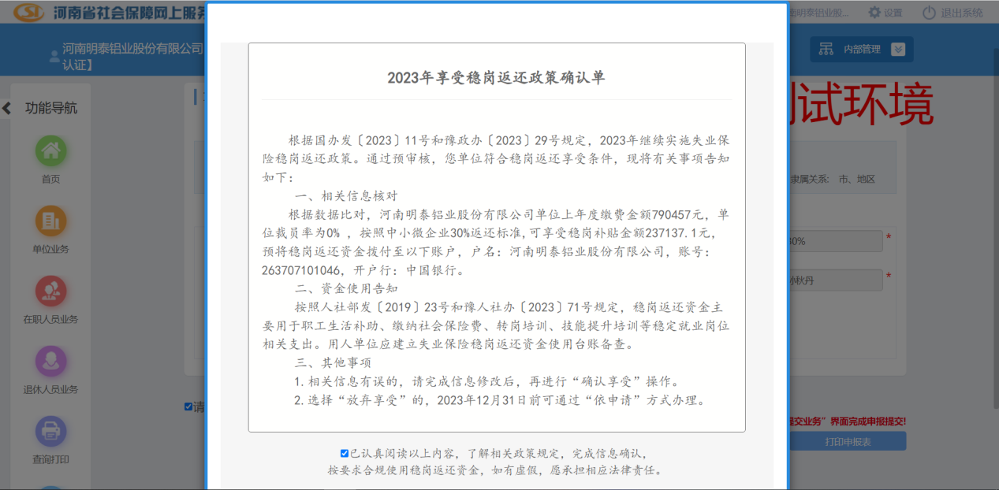 河南省社会保障网上服务
南明泰铝业股...
设置
退出系统
河南明泰铝业股份有限公司
认证】
内部管理
功能导航
首页
单位业务
在职人员业务
退休人员业务
查询打印
2023年享受稳岗返还政策确认单
根据国办发〔2023〕11号和豫政办〔2023〕29号规定，2023年继续实施失业保
险稳岗返还政策。通过预审核，您单位符合稳岗返还享受条件，现将有关事项告知
如下：
一、相关信息核对
根据数据比对，河南明泰铝业股份有限公司单位上年度缴费金额790457元，单
位裁员率为0% ，按照中小微企业30%返还标准,可享受稳岗补贴金额237137.1元，
预将稳岗返还资金拨付至以下账户，户名：河南明泰铝业股份有限公司，账号：
263707101046，开户行：中国银行。
二、资金使用告知
按照人社部发〔2019〕23号和豫人社办〔2023〕71号规定，稳岗返还资金主
要用于职工生活补助、缴纳社会保险费、转岗培训、技能提升培训等稳定就业岗位
相关支出。用人单位应建立失业保险稳岗返还资金使用台账备查。
三、其他事项
1.相关信息有误的，请完成信息修改后，再进行“确认享受”操作。
2.选择“放弃享受”的，2023年12月31日前可通过“依申请”方式办理。
已认真阅读以上内容，了解相关政策规定，完成信息确认，
按要求合规使用稳岗返还资金，如有虚假，愿承担相应法律责任。
试环境
隶属关系: 市、地区
30%
*
小秋丹
*
请
提交业务”界面完成申报提交!
打印申报表